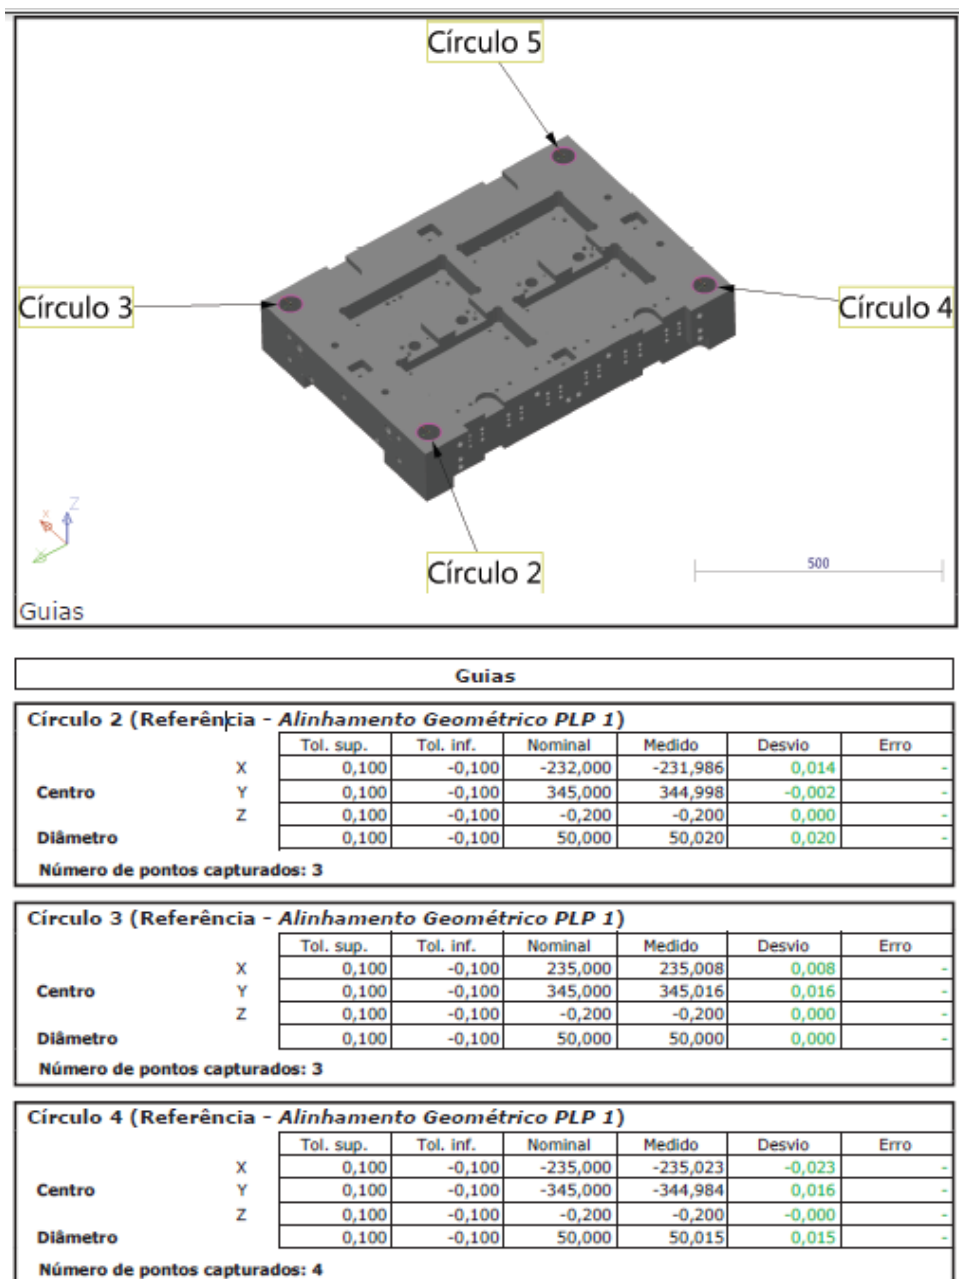 Círculo 5
Círculo 3
Círculo 4
Círculo 2
X
Z
500
Guias
Guias
Círculo 2 (Referência - Alinhamento Geométrico PLP 1)
Tol. sup. Tol. inf. Nominal Medido Desvio Erro
X 0,100 -0,100 -232,000 -231,986 0,014 -
Centro Y 0,100 -0,100 345,000 344,998 -0,002 -
Z 0,100 -0,100 -0,200 -0,200 0,000 -
Diâmetro 0,100 -0,100 50,000 50,020 0,020 -
Número de pontos capturados: 3
Círculo 3 (Referência - Alinhamento Geométrico PLP 1)
Tol. sup. Tol. inf. Nominal Medido Desvio Erro
X 0,100 -0,100 235,000 235,008 0,008 -
Centro Y 0,100 -0,100 345,000 345,016 0,016 -
Z 0,100 -0,100 -0,200 -0,200 0,000 -
Diâmetro 0,100 -0,100 50,000 50,000 0,000 -
Número de pontos capturados: 3
Círculo 4 (Referência - Alinhamento Geométrico PLP 1)
Tol. sup. Tol. inf. Nominal Medido Desvio Erro
X 0,100 -0,100 -235,000 -235,023 -0,023 -
Centro Y 0,100 -0,100 -345,000 -344,984 0,016 -
Z 0,100 -0,100 -0,200 -0,200 -0,000 -
Diâmetro 0,100 -0,100 50,000 50,015 0,015 -
Número de pontos capturados: 4